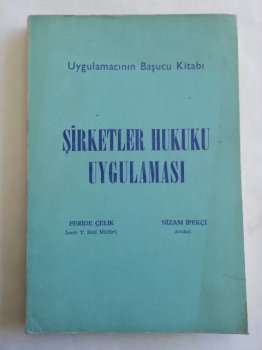 Uygulamacının Başucu Kitabı
ŞİRKETLER HUKUKU
UYGULAMASI
FERİDE ÇELİK
NİZAM İPEKÇİ
Avukat